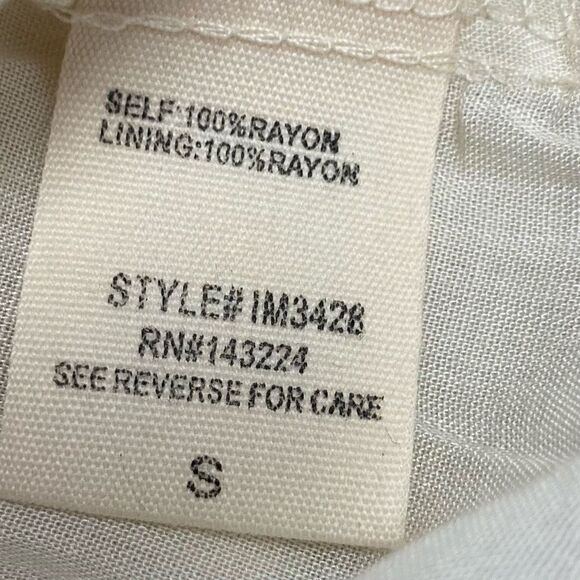 SELF:100%RAYON
LINING:100%RAYON
STYLE# IM3428
RN#143224
SEE REVERSE FOR CARE
S